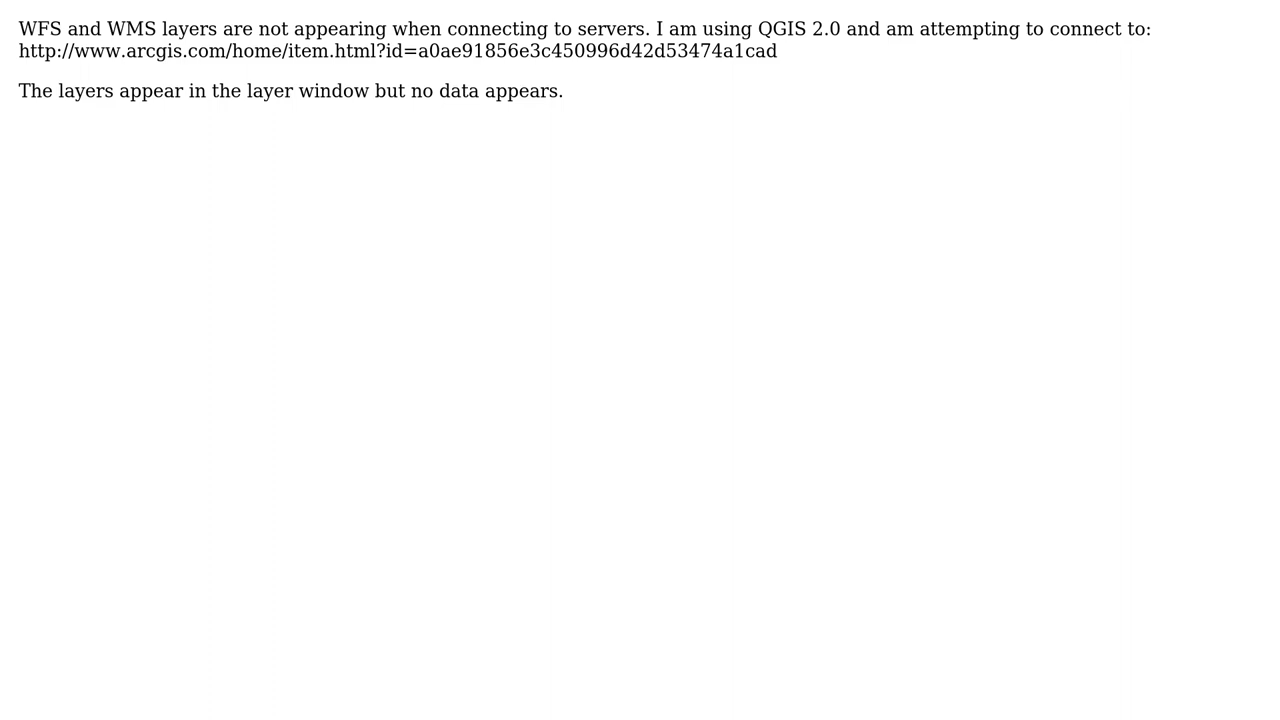 WFS and WMS layers are not appearing when connecting to servers. I am using QGIS 2.0 and am attempting to connect to:
http://www.arcgis.com/home/item.html?id=a0ae91856e3c450996d42d53474a1cad
The layers appear in the layer window but no data appears.